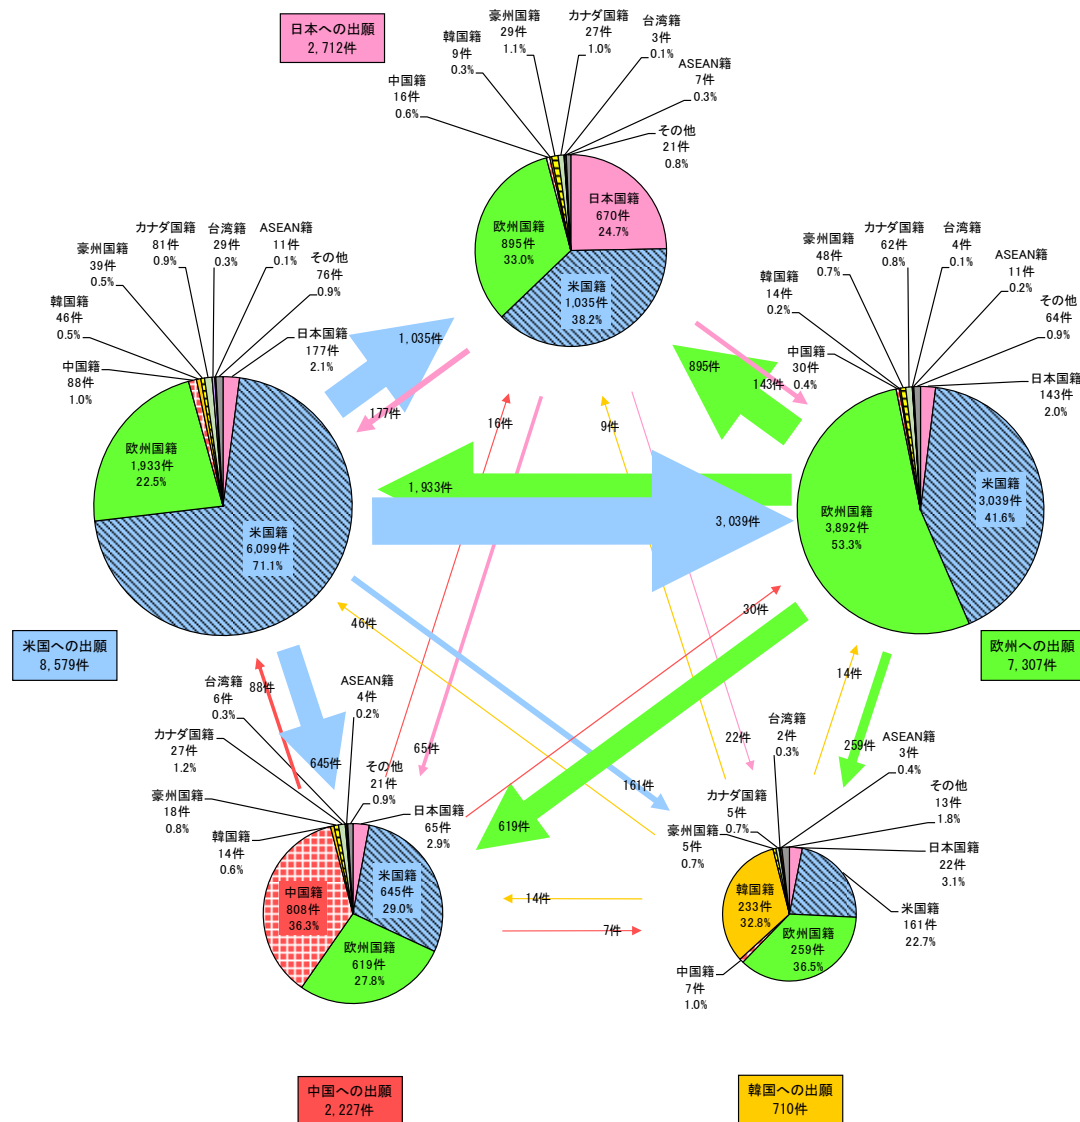 日本への出願
2,712件
中国籍
16件
0.6%
韓国籍
9件
0.3%
豪州国籍
29件
1.1%
カナダ国籍
27件
1.0%
台湾籍
3件
0.1%
ASEAN籍
7件
0.3%
その他
21件
0.8%
日本国籍
670件
24.7%
米国籍
1,035件
38.2%
欧州国籍
895件
33.0%
米国への出願
8,579件
中国籍
88件
1.0%
韓国籍
46件
0.5%
豪州国籍
39件
0.5%
カナダ国籍
81件
0.9%
台湾籍
29件
0.3%
ASEAN籍
11件
0.1%
その他
76件
0.9%
日本国籍
177件
2.1%
欧州国籍
1,933件
22.5%
米国籍
6,099件
71.1%
欧州への出願
7,307件
中国籍
30件
0.4%
韓国籍
14件
0.2%
豪州国籍
48件
0.7%
カナダ国籍
62件
0.8%
台湾籍
4件
0.1%
ASEAN籍
11件
0.2%
その他
64件
0.9%
日本国籍
143件
2.0%
米国籍
3,039件
41.6%
欧州国籍
3,892件
53.3%
1,035件
177件
895件
143件
16件
9件
1,933件
3,039件
46件
30件
88件
645件
65件
161件
22件
14件
259件
619件
14件
7件
台湾籍
6件
0.3%
ASEAN籍
4件
0.2%
カナダ国籍
27件
1.2%
豪州国籍
18件
0.8%
韓国籍
14件
0.6%
その他
21件
0.9%
日本国籍
65件
2.9%
米国籍
645件
29.0%
中国籍
808件
36.3%
欧州国籍
619件
27.8%
中国への出願
2,227件
台湾籍
2件
0.3%
ASEAN籍
3件
0.4%
カナダ国籍
5件
0.7%
豪州国籍
5件
0.7%
その他
13件
1.8%
日本国籍
22件
3.1%
米国籍
161件
22.7%
韓国籍
233件
32.8%
欧州国籍
259件
36.5%
中国籍
7件
1.0%
韓国への出願
710件